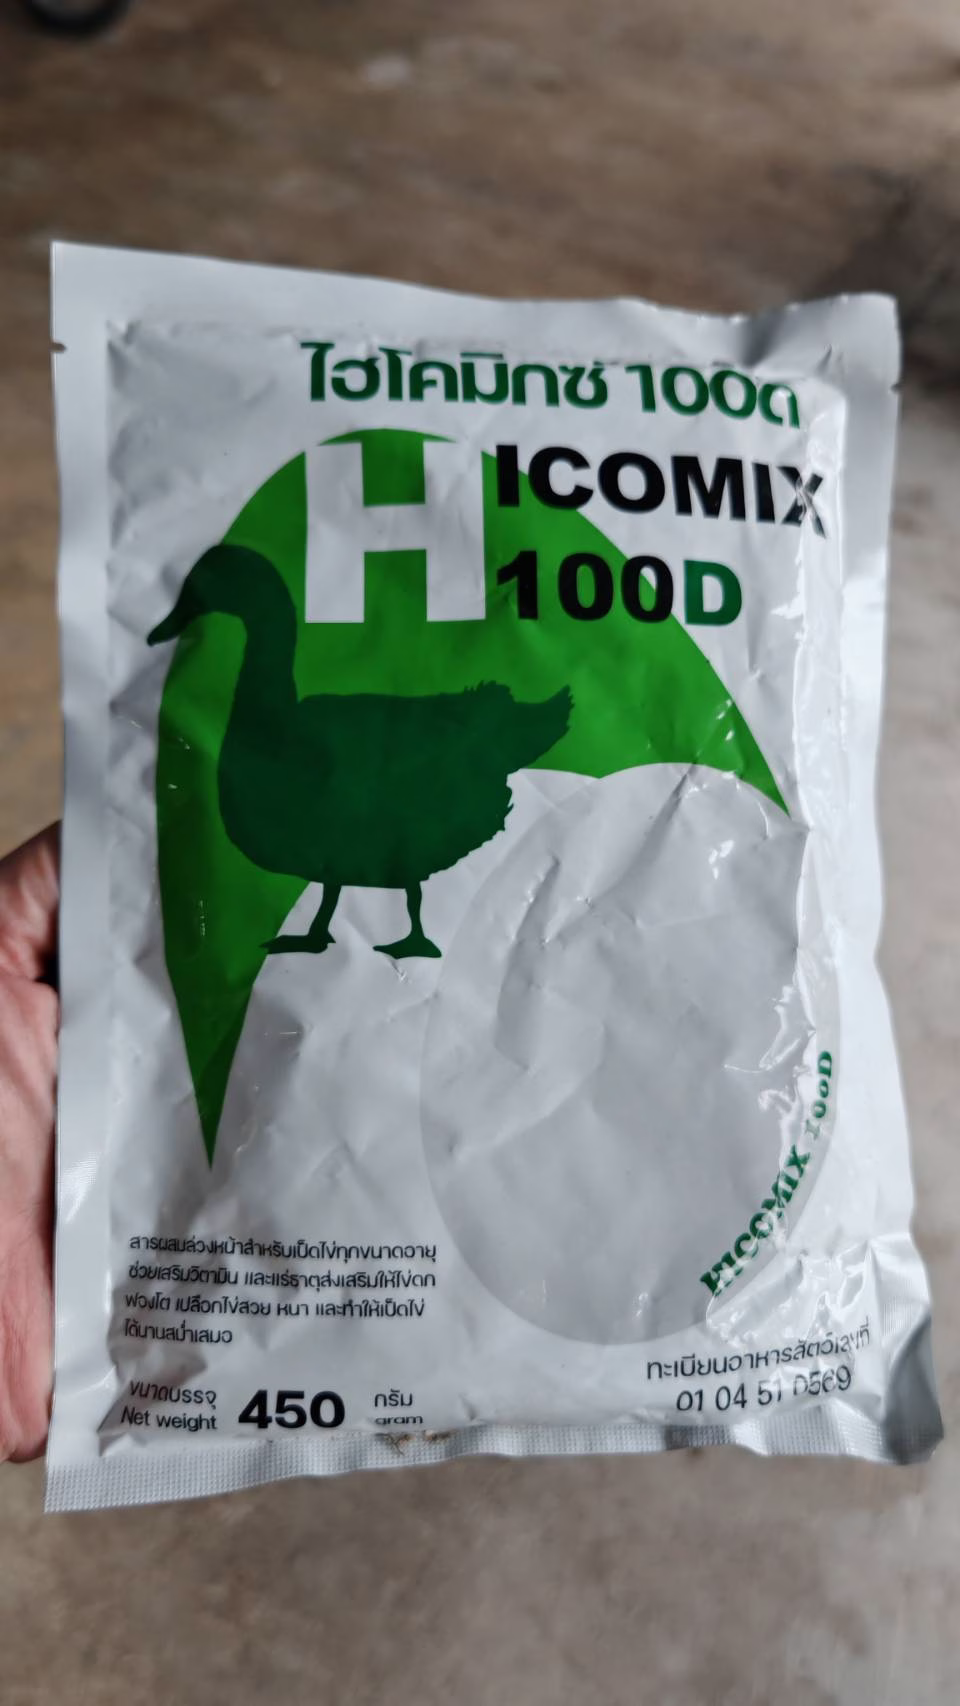 ไฮโคมิกซ์ 100ด
HICOMIX
100D
HICOMIX 100D
สารผสมล่วงหน้าสำหรับเป็ดไข่ทุกขนาดอายุ
ช่วยเสริมวิตามิน และแร่ธาตุส่งเสริมให้ไข่ดก
ฟองโต เปลือกไข่สวย หนา และทำให้เป็ดไข่
ได้นานสม่ำเสมอ
ทะเบียนอาหารสัตว์เลขที่
01 04 51 0569
ขนาดบรรจุ 450 กรัม
Net weight gram